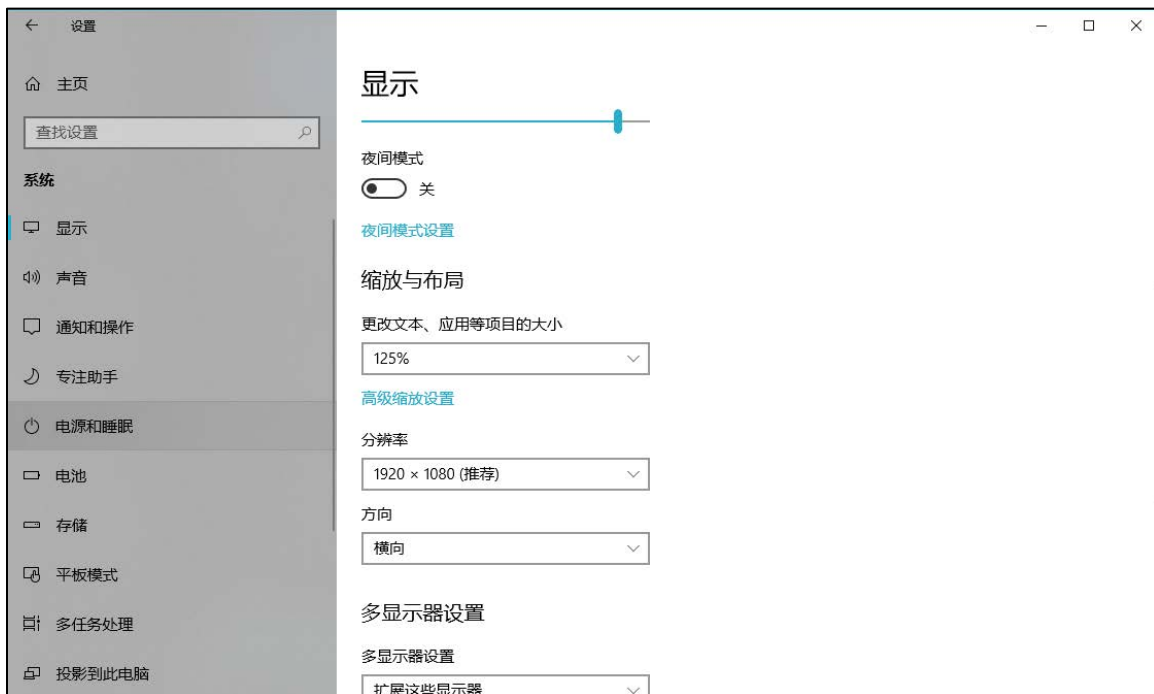 设置
主页
查找设置
系统
显示
声音
通知和操作
专注助手
电源和睡眠
电池
存储
平板模式
多任务处理
投影到此电脑
显示
夜间模式
关
夜间模式设置
缩放与布局
更改文本、应用等项目的大小
125%
高级缩放设置
分辨率
1920 × 1080 (推荐)
方向
横向
多显示器设置
多显示器设置
扩展这些显示器